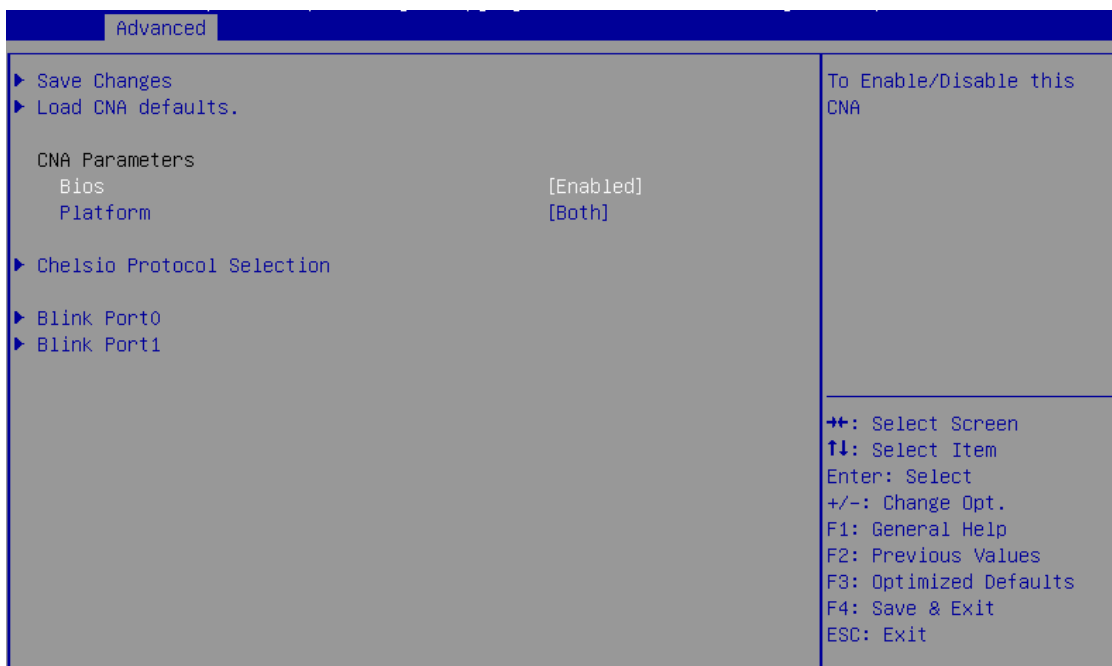 Advanced
Save Changes
Load CNA defaults.
CNA Parameters
Bios [Enabled]
Platform [Both]
Chelsio Protocol Selection
Blink Port0
Blink Port1
To Enable/Disable this
CNA
→←: Select Screen
↑↓: Select Item
Enter: Select
+/-: Change Opt.
F1: General Help
F2: Previous Values
F3: Optimized Defaults
F4: Save & Exit
ESC: Exit